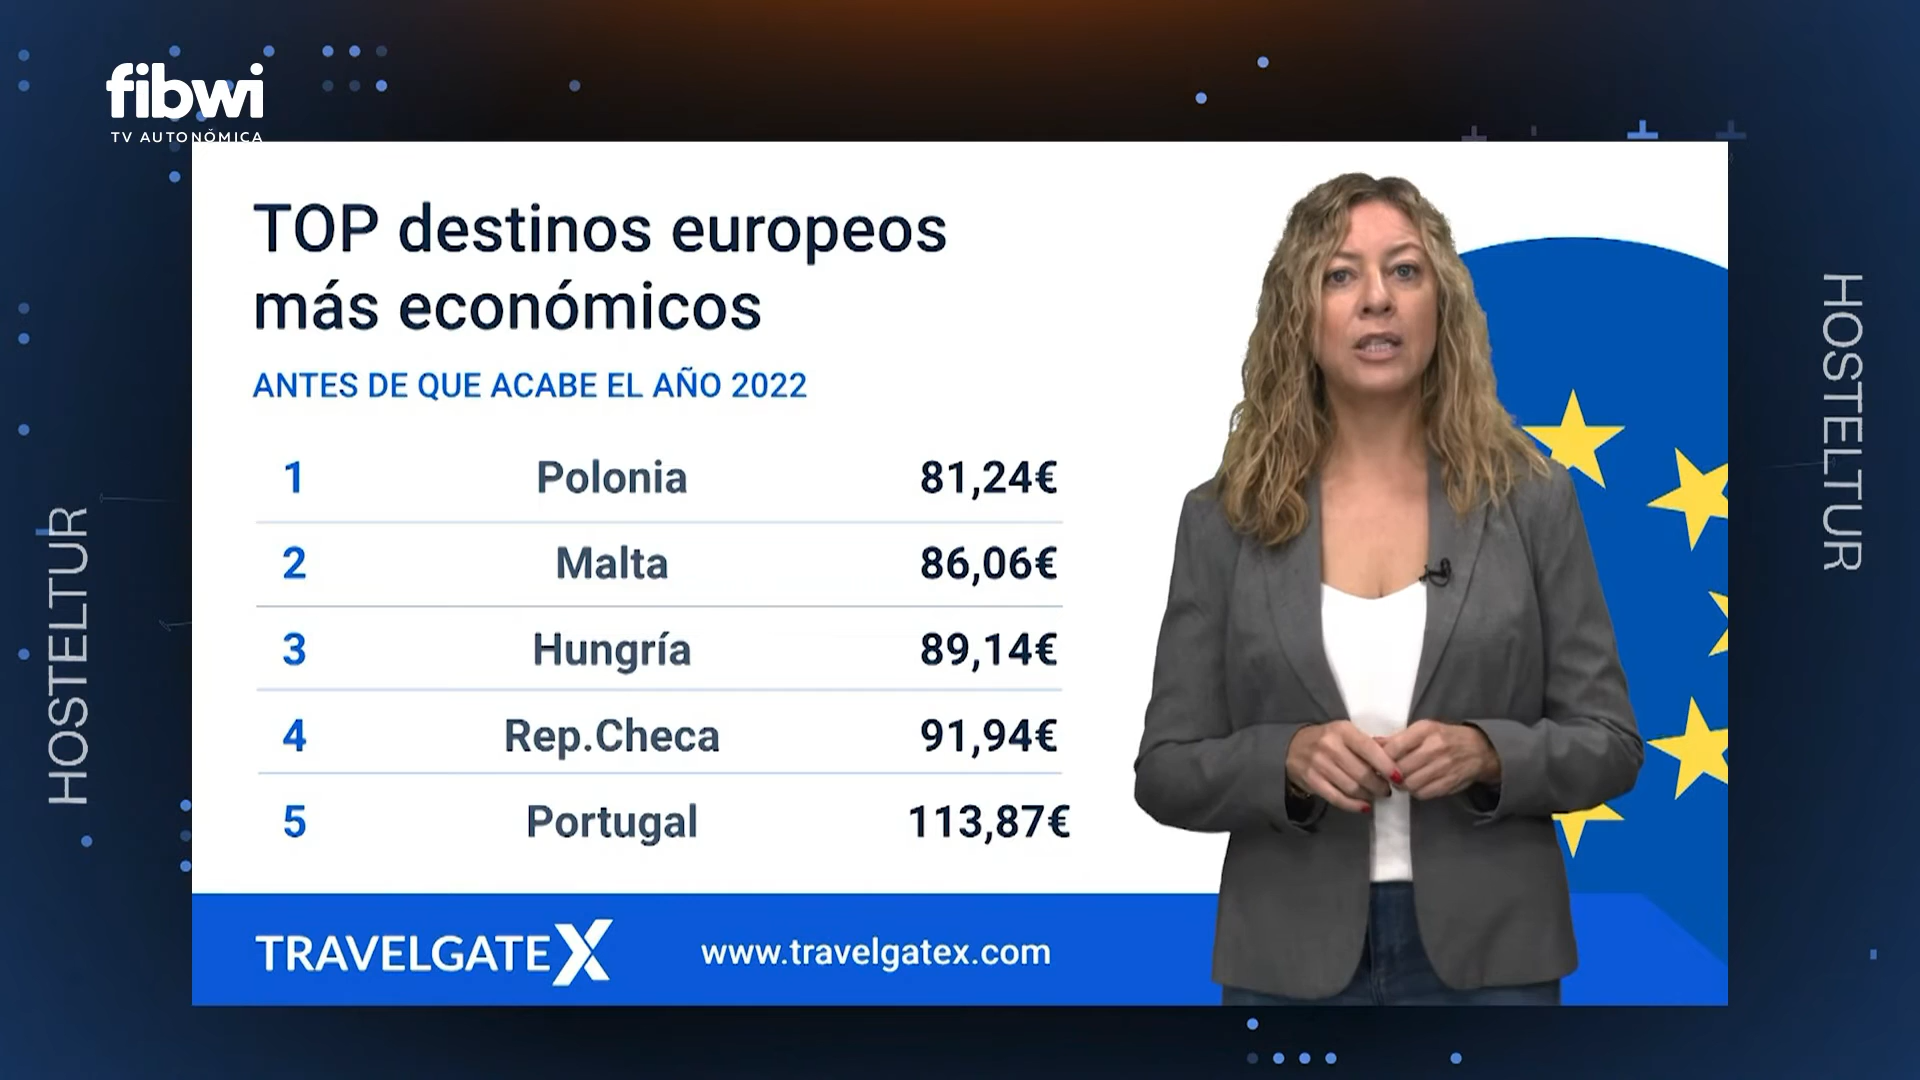 fibwi
TV AUTONÓMICA
TOP destinos europeos
más económicos
ANTES DE QUE ACABE EL AÑO 2022
1 Polonia 81,24€
2 Malta 86,06€
3 Hungría 89,14€
4 Rep.Checa 91,94€
5 Portugal 113,87€
TRAVELGATEX www.travelgatex.com
HOSTELTUR
HOSTELTUR